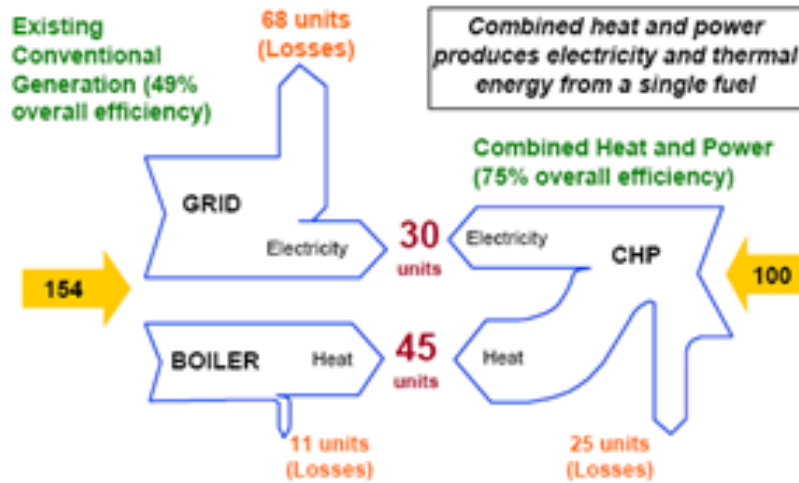 Existing
Conventional
Generation (49%
overall efficiency)
68 units
(Losses)
Combined heat and power
produces electricity and thermal
energy from a single fuel
Combined Heat and Power
(75% overall efficiency)
GRID
Electricity
30
units
Electricity
CHP
154
100
BOILER
Heat
45
units
Heat
11 units
(Losses)
25 units
(Losses)